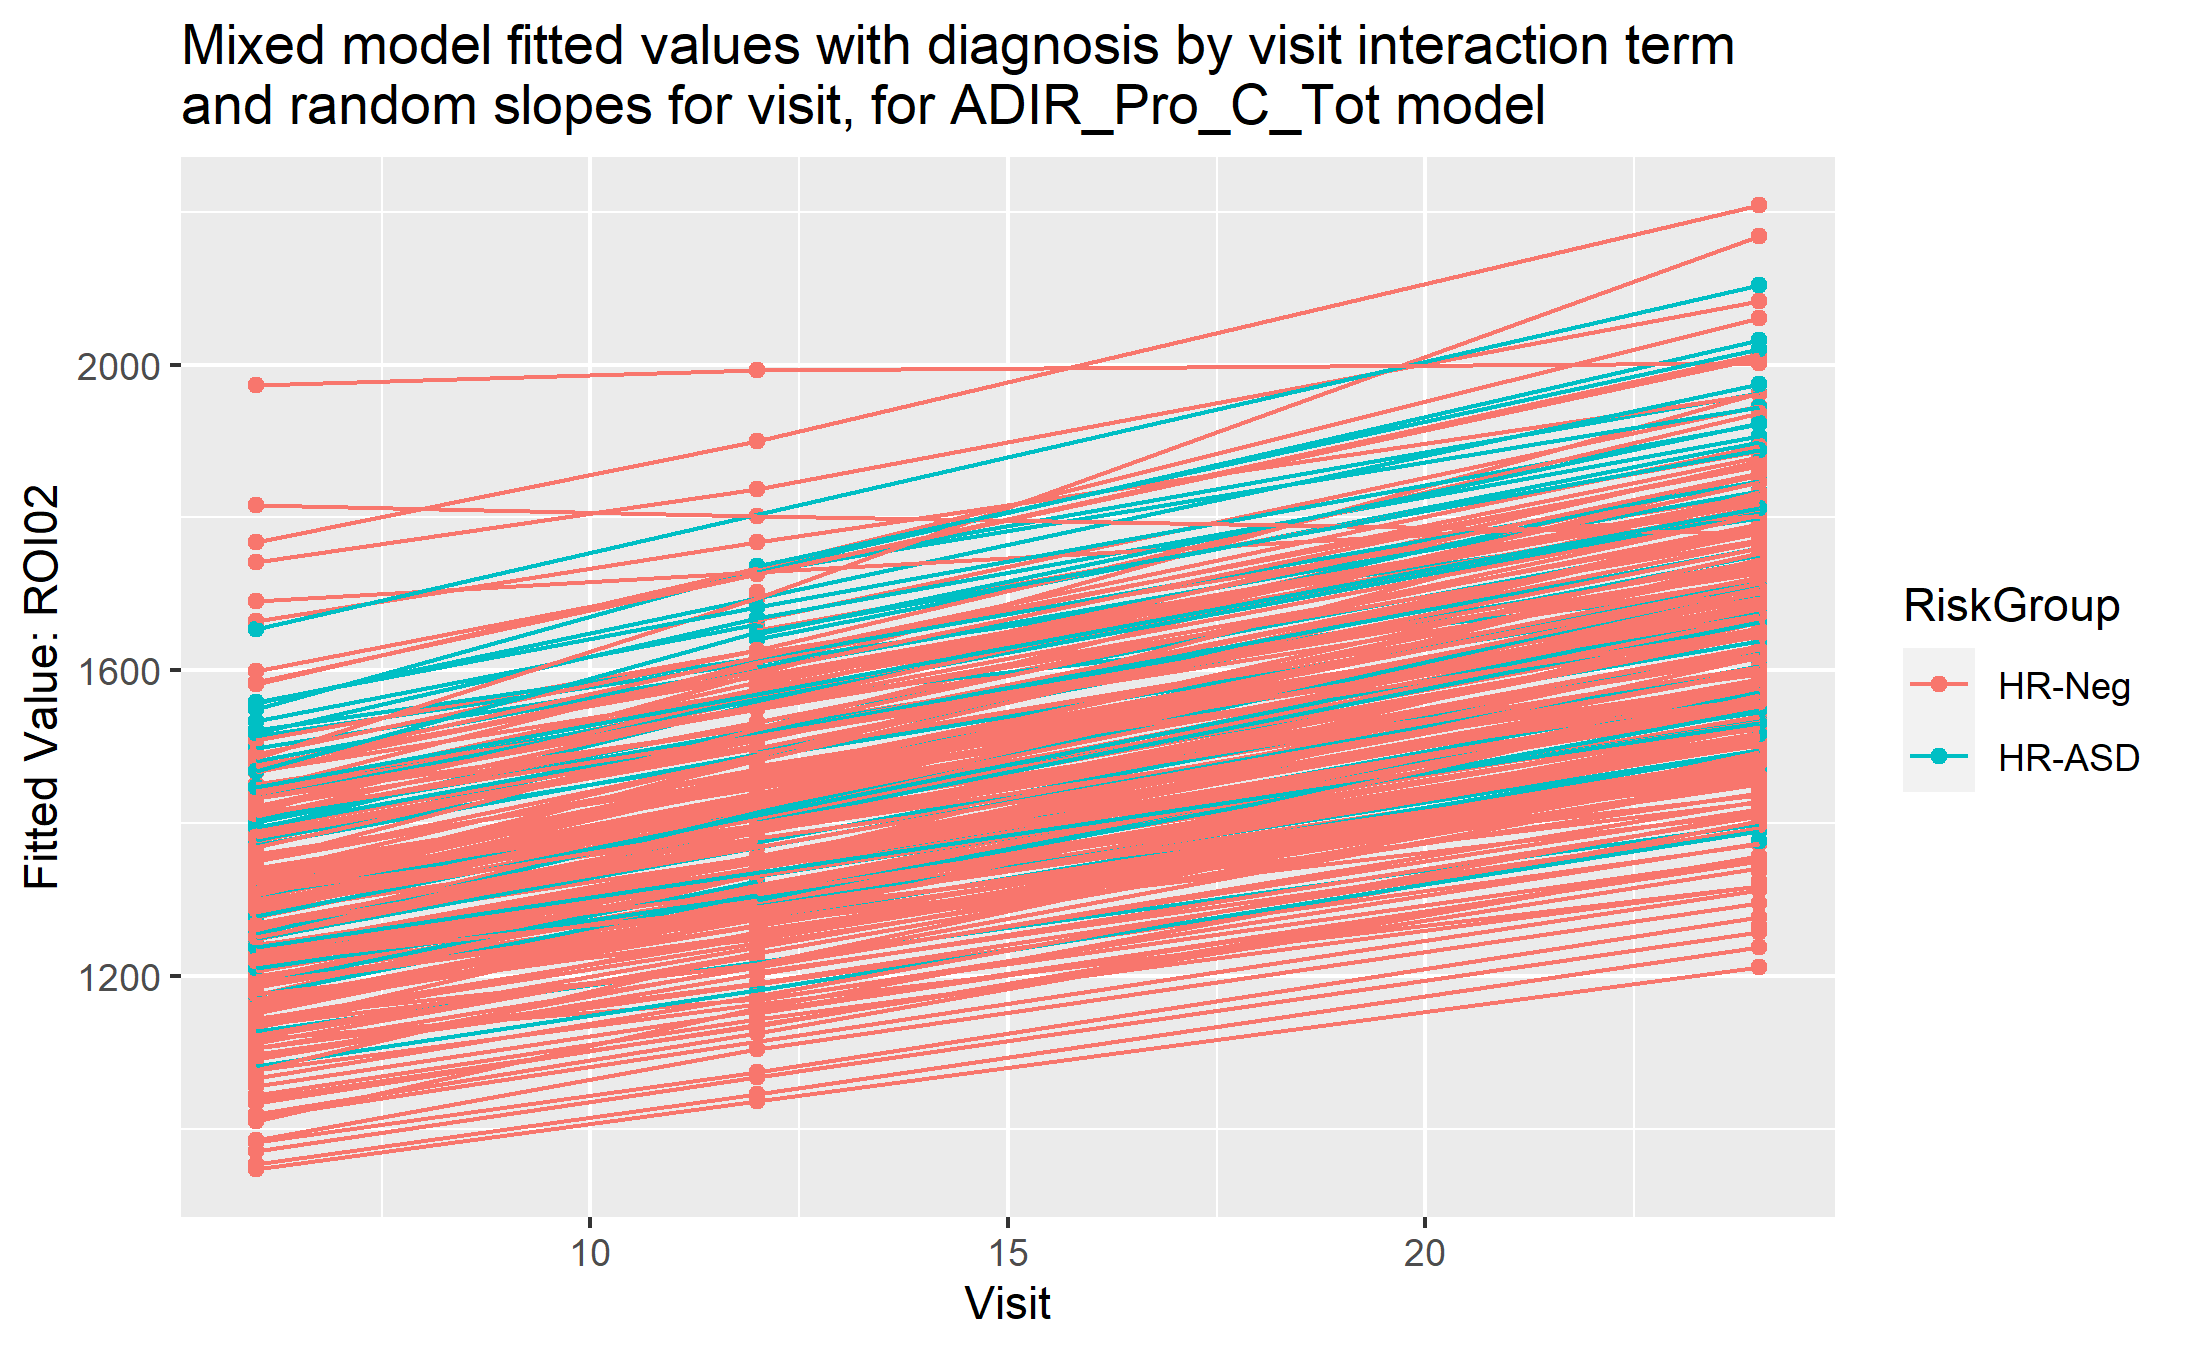 Mixed model fitted values with diagnosis by visit interaction term
and random slopes for visit, for ADIR_Pro_C_Tot model
Fitted Value: ROI02
2000
1600
1200
10
15
20
Visit
RiskGroup
HR-Neg
HR-ASD